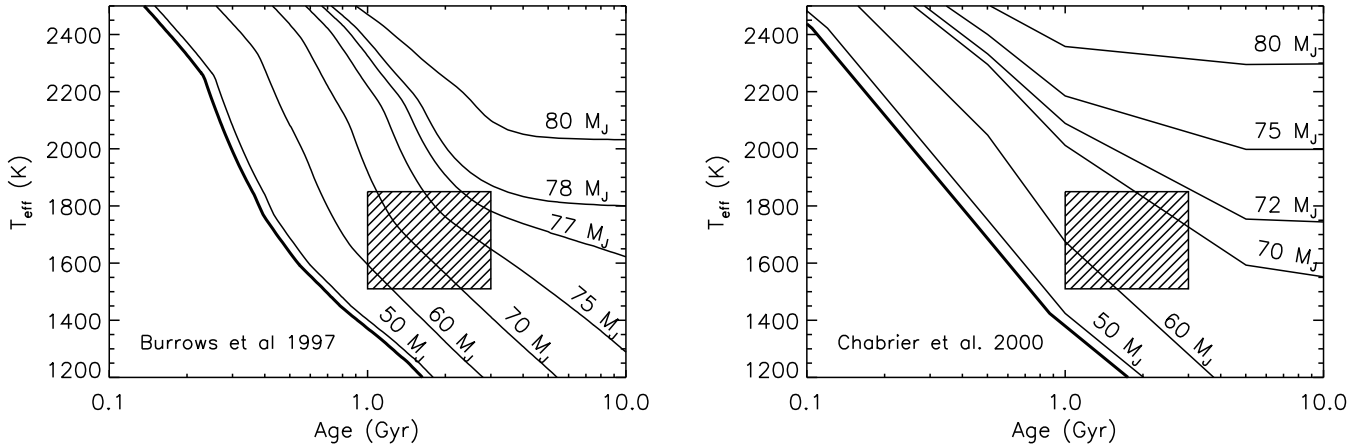 2400
2200
2000
1800
1600
1400
1200
T_eff (K)
0.1
1.0
10.0
Age (Gyr)
80 M_J
78 M_J
77 M_J
75 M_J
70 M_J
60 M_J
50 M_J
Burrows et al 1997
2400
2200
2000
1800
1600
1400
1200
T_eff (K)
0.1
1.0
10.0
Age (Gyr)
80 M_J
75 M_J
72 M_J
70 M_J
60 M_J
50 M_J
Chabrier et al. 2000